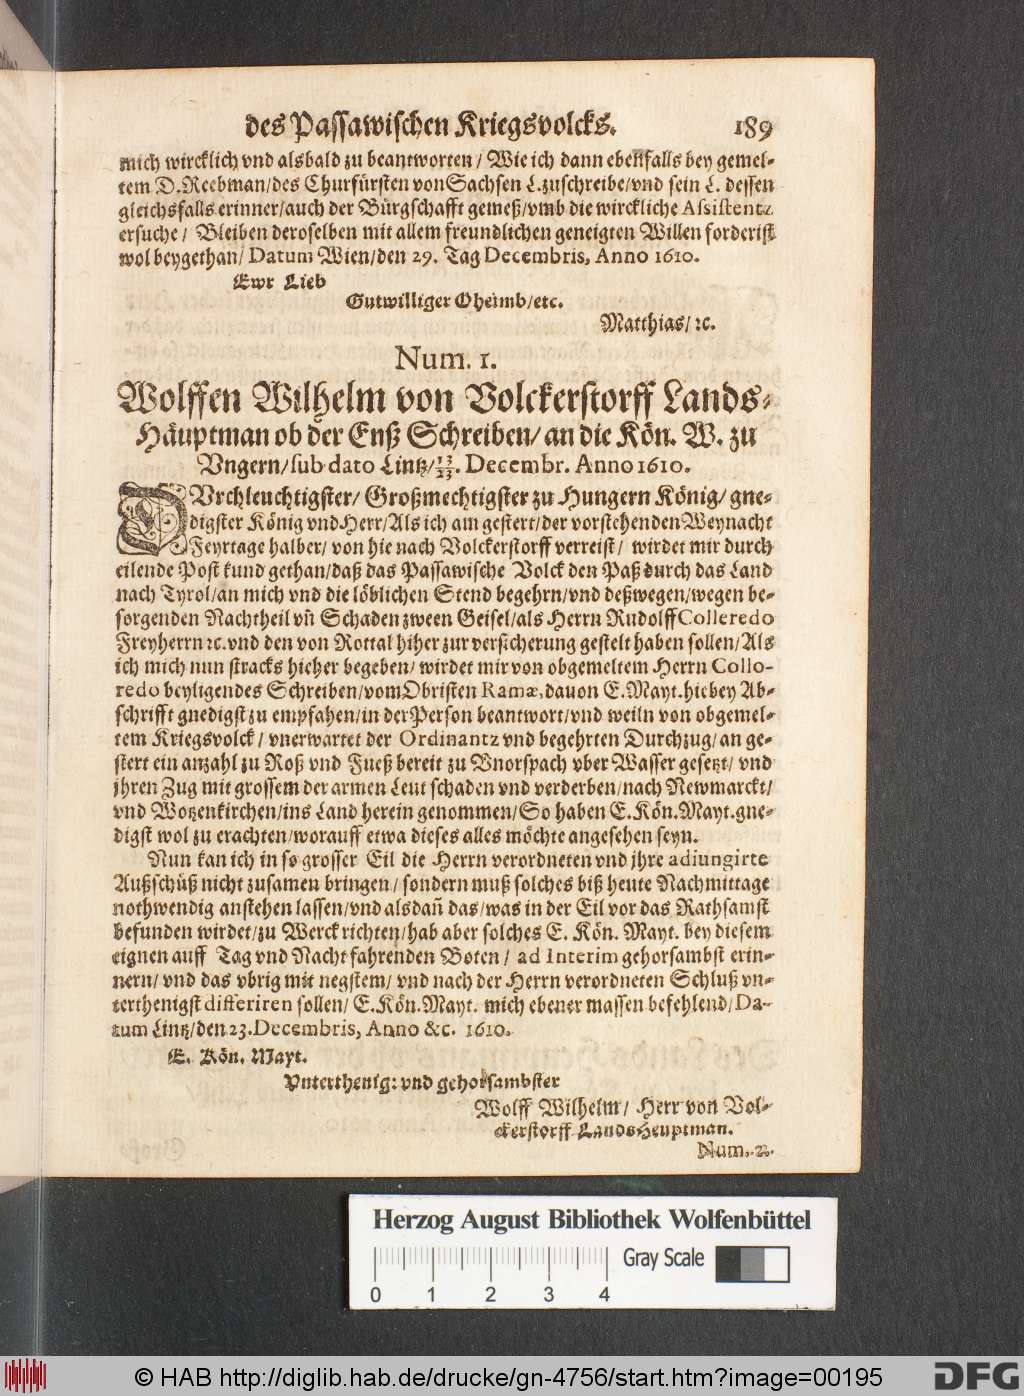 des Passawischen Kriegsvolcks. 189
mich wircklich vnd alsbald zu beantworten / Wie ich dann ebenfalls bey gemel-
tem D. Reebman/des Churfürsten von Sachsen L. zuschreibe/vnd sein L. dessen
gleichsfalls erinner/auch der Bürgschafft gemeß/vmb die wirckliche Assistentz
ersuche / Bleiben deroselben mit allem freundlichen geneigten Willen forderist
wol beygethan/ Datum Wien/den 29. Tag Decembris, Anno 1610.
Ewr Lieb
Gutwilliger Oheimb/etc.
Matthias/ ꝛc.
Num. 1.
Wolffen Wilhelm von Volckerstorff Lands-
Häuptman ob der Enß Schreiben/ an die Kön. W. zu
Vngern/sub dato Lintz/ 13/23. Decembr. Anno 1610.
DVrchleuchtigster/ Großmechtigster zu Hungern König/ gne-
digster König vnd Herr/Als ich am gestert/der vorstehenden Weynacht
Feyrtage halber/ von hie nach Volckerstorff verreist/ wirdet mir durch
eilende Post kund gethan/daß das Passawische Volck den Paß durch das Land
nach Tyrol/an mich vnd die löblichen Stend begehrn/vnd deßwegen/wegen be-
sorgenden Nachtheil vñ Schaden zween Geisel/als Herrn Rudolff Colleredo
Freyherrn ꝛc. vnd den von Rottal hiher zur versicherung gestelt haben sollen/Als
ich mich nun stracks hieher begeben/ wirdet mir von obgemeltem Herrn Collo-
redo beyligendes Schreiben/vom Obristen Ramæ, dauon E. Mayt. hiebey Ab-
schrifft gnedigst zu empfahen/in der Person beantwort/vnd weiln von obgemel-
tem Kriegsvolck / vnerwartet der Ordinantz vnd begehrten Durchzug/ an ge-
stert ein anzahl zu Roß vnd Fueß bereit zu Vnorspach vber Wasser gesetzt/ vnd
jhren Zug mit grossem der armen Leut schaden vnd verderben/nach Newmarckt/
vnd Wotzenkirchen/ins Land herein genommen/So haben E. Kön. Mayt. gne-
digst wol zu erachten/worauff etwa dieses alles möchte angesehen seyn.
Nun kan ich in so grosser Eil die Herrn verordneten vnd jhre adiungirte
Außschüß nicht zusamen bringen/ sondern muß solches biß heute Nachmittage
nothwendig anstehen lassen/vnd alsdañ das/was in der Eil vor das Rathsamst
befunden wirdet/zu Werck richten/hab aber solches E. Kön. Mayt. bey diesem
eignen auff Tag vnd Nacht fahrenden Boten / ad Interim gehorsambst erin-
nern/ vnd das vbrig mit negstem/ vnd nach der Herrn verordneten Schluß vn-
terthenigst differiren sollen/ E. Kön. Mayt. mich ebener massen befehlend/ Da-
tum Lintz/den 23. Decembris, Anno &c. 1610.
E. Kön. Mayt.
Vnterthenig: vnd gehorsambster
Wolff Wilhelm/ Herr von Vol-
ckerstorff LandsHeuptman.
Num. 2.
Herzog August Bibliothek Wolfenbüttel
Gray Scale
0 1 2 3 4
© HAB http://diglib.hab.de/drucke/gn-4756/start.htm?image=00195
DFG